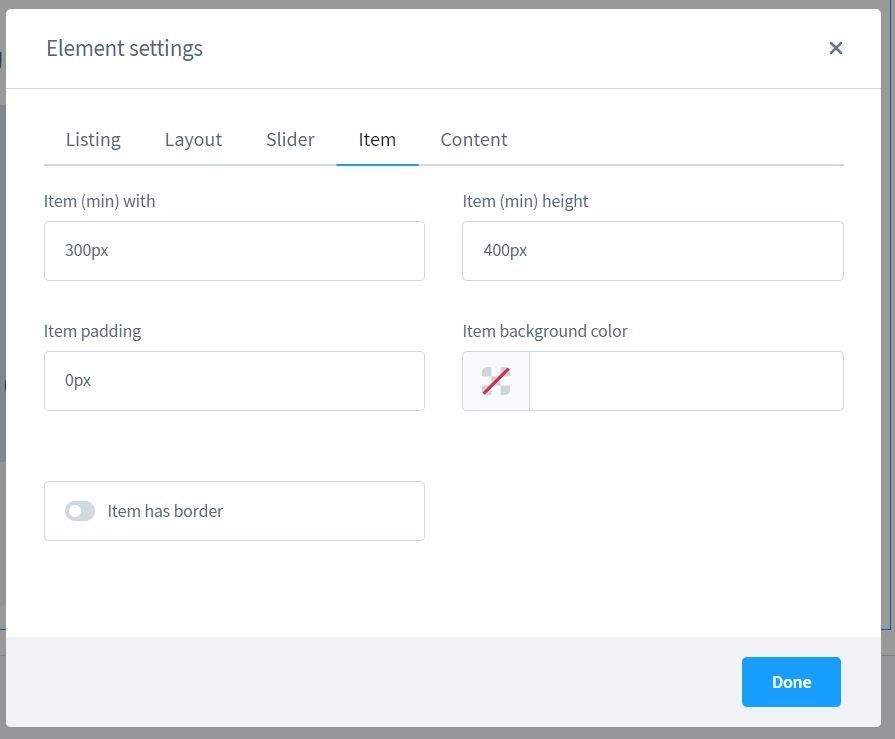 Element settings
Listing Layout Slider Item Content
Item (min) with Item (min) height
300px 400px
Item padding Item background color
0px
Item has border
Done